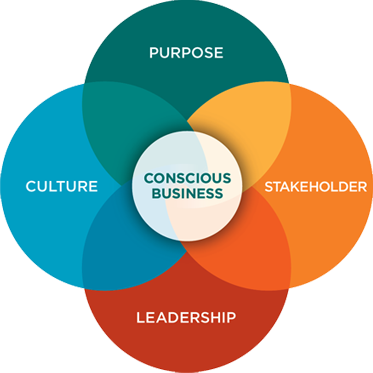 PURPOSE
CULTURE
CONSCIOUS
BUSINESS
STAKEHOLDER
LEADERSHIP